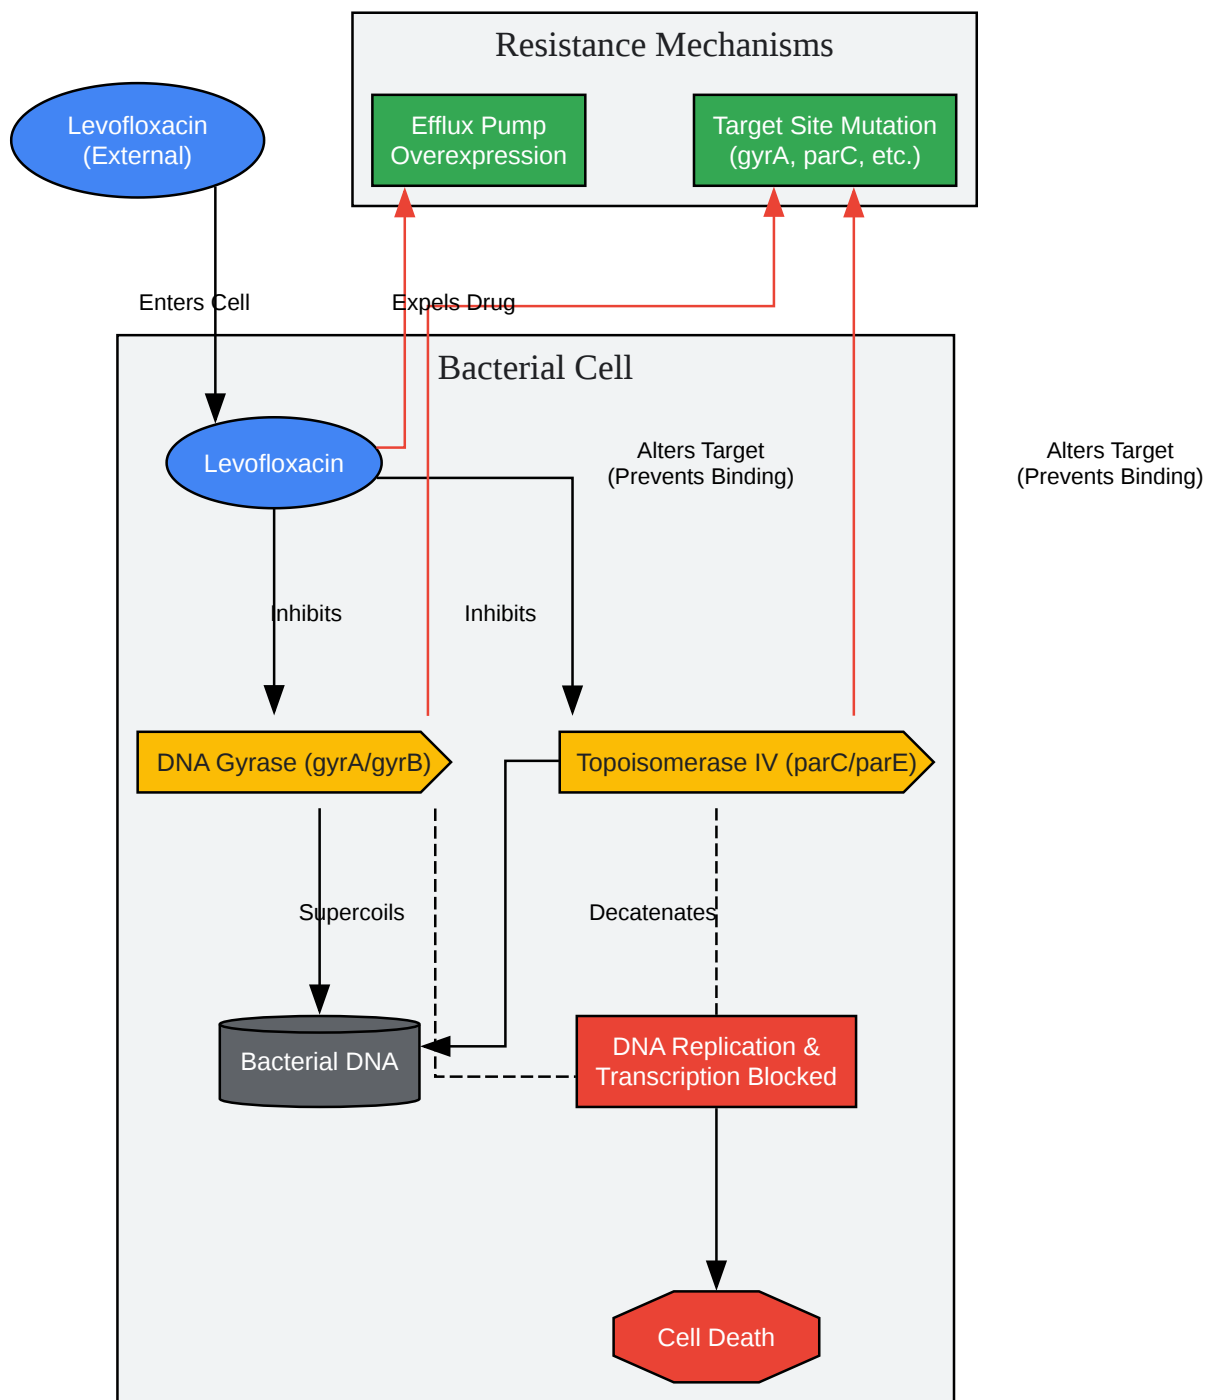 Resistance Mechanisms
Levofloxacin
(External)
Efflux Pump
Overexpression
Target Site Mutation
(gyrA, parC, etc.)
Enters Cell
Expels Drug
Bacterial Cell
Levofloxacin
Alters Target
(Prevents Binding)
Alters Target
(Prevents Binding)
Inhibits
Inhibits
DNA Gyrase (gyrA/gyrB)
Topoisomerase IV (parC/parE)
Supercoils
Decatenates
Bacterial DNA
DNA Replication &
Transcription Blocked
Cell Death